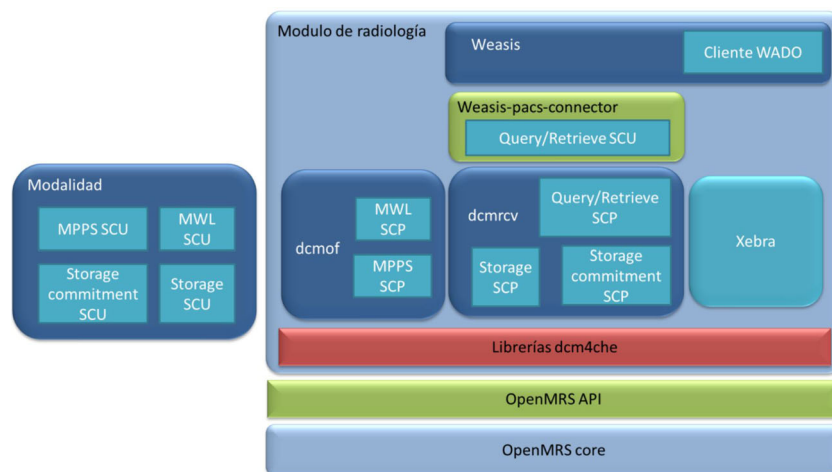 Modulo de radiología
Weasis
Cliente WADO
Weasis-pacs-connector
Query/Retrieve SCU
Modalidad
MPPS SCU
MWL
SCU
Storage
commitment
SCU
Storage
SCU
dcmof
MWL
SCP
MPPS
SCP
dcmrcv
Query/Retrieve
SCP
Storage
SCP
Storage
commitment
SCP
Xebra
Librerías dcm4che
OpenMRS API
OpenMRS core